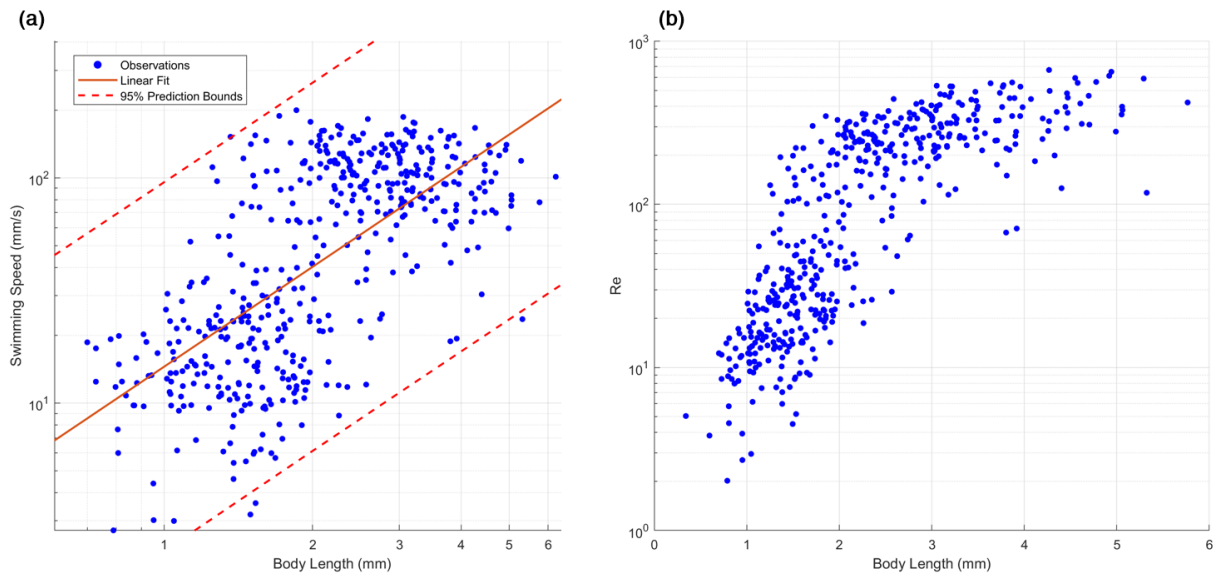 (a)
Observations
Linear Fit
95% Prediction Bounds
10²
10¹
Swimming Speed (mm/s)
1 2 3 4 5 6
Body Length (mm)
(b)
10³
10²
10¹
10⁰
Re
0 1 2 3 4 5 6
Body Length (mm)